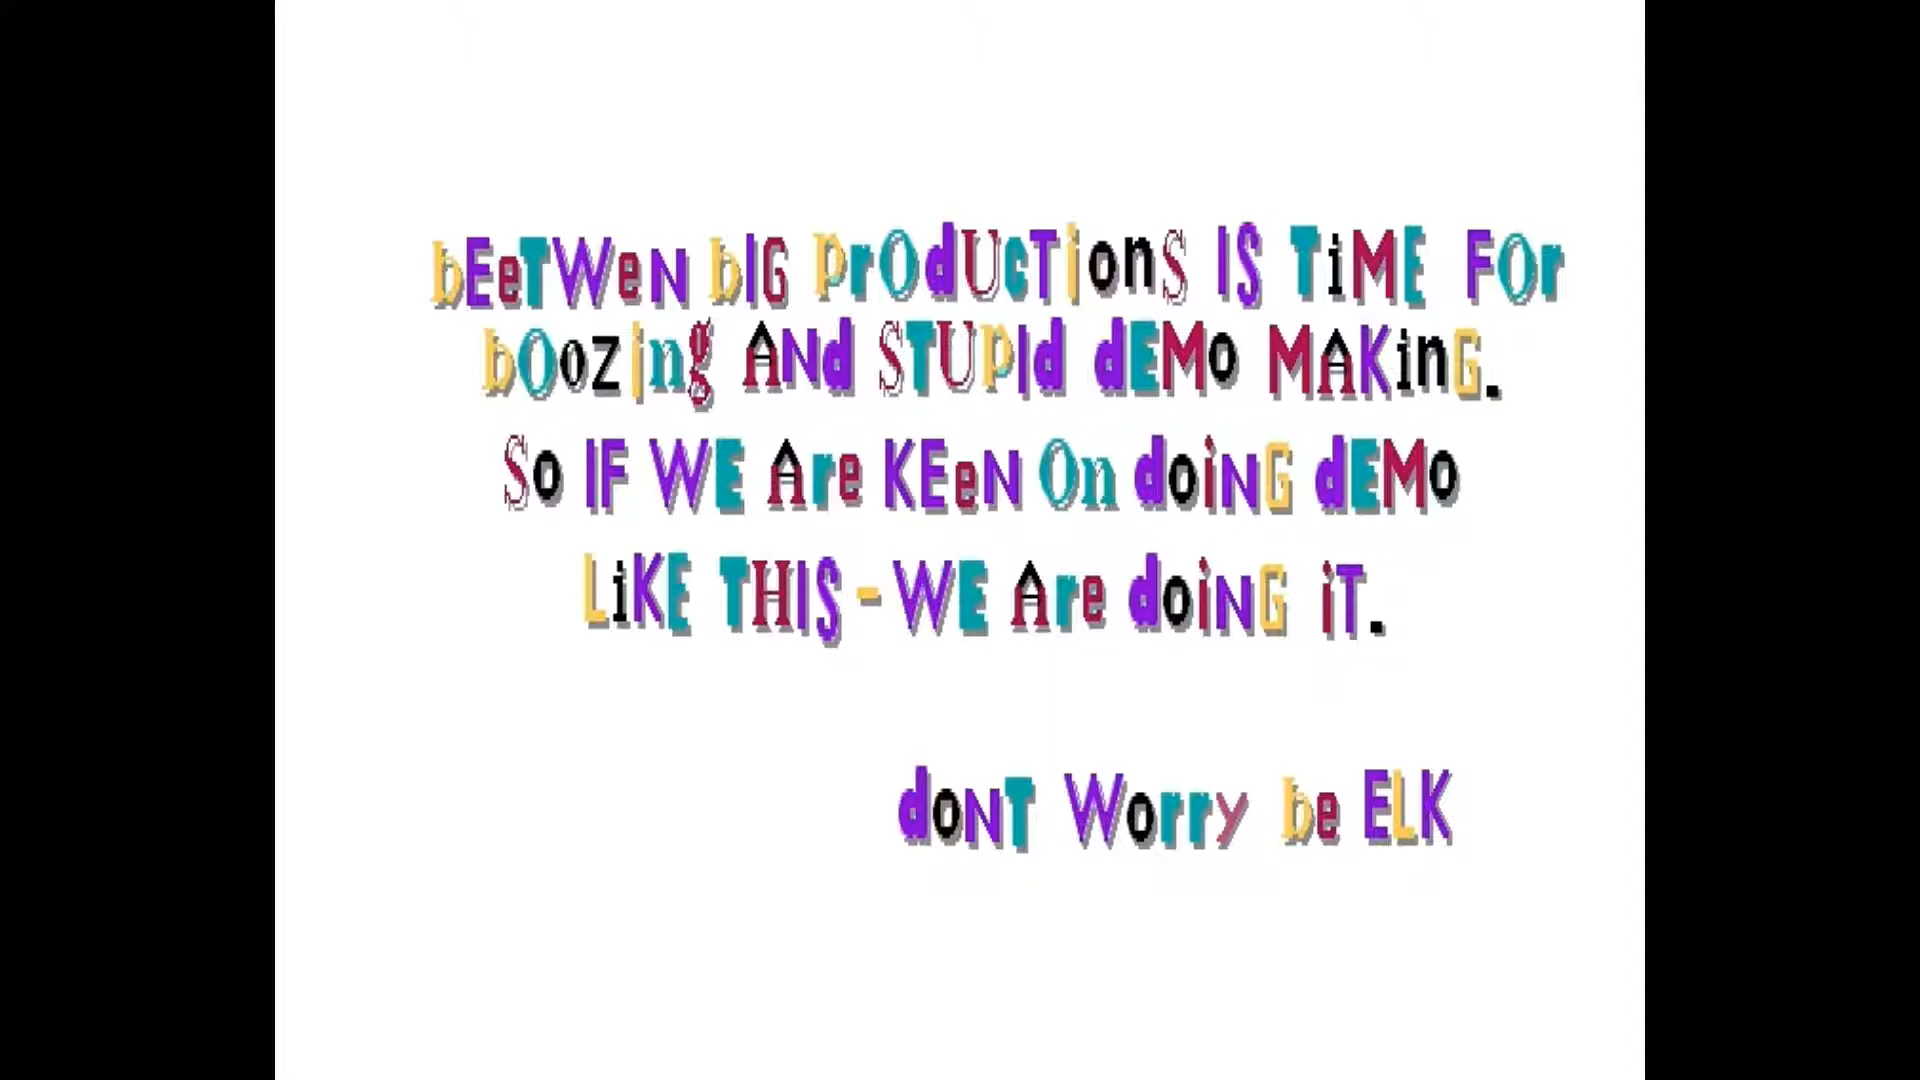 bEeTWeN bIG prOdUcTionS IS TiME FOr
bOozing ANd STUpId dEMo MAKinG.
So IF WE Are KEeN On doiNG dEMo
LiKE THIS-WE Are doiNG iT.
doNT Worry be ELK